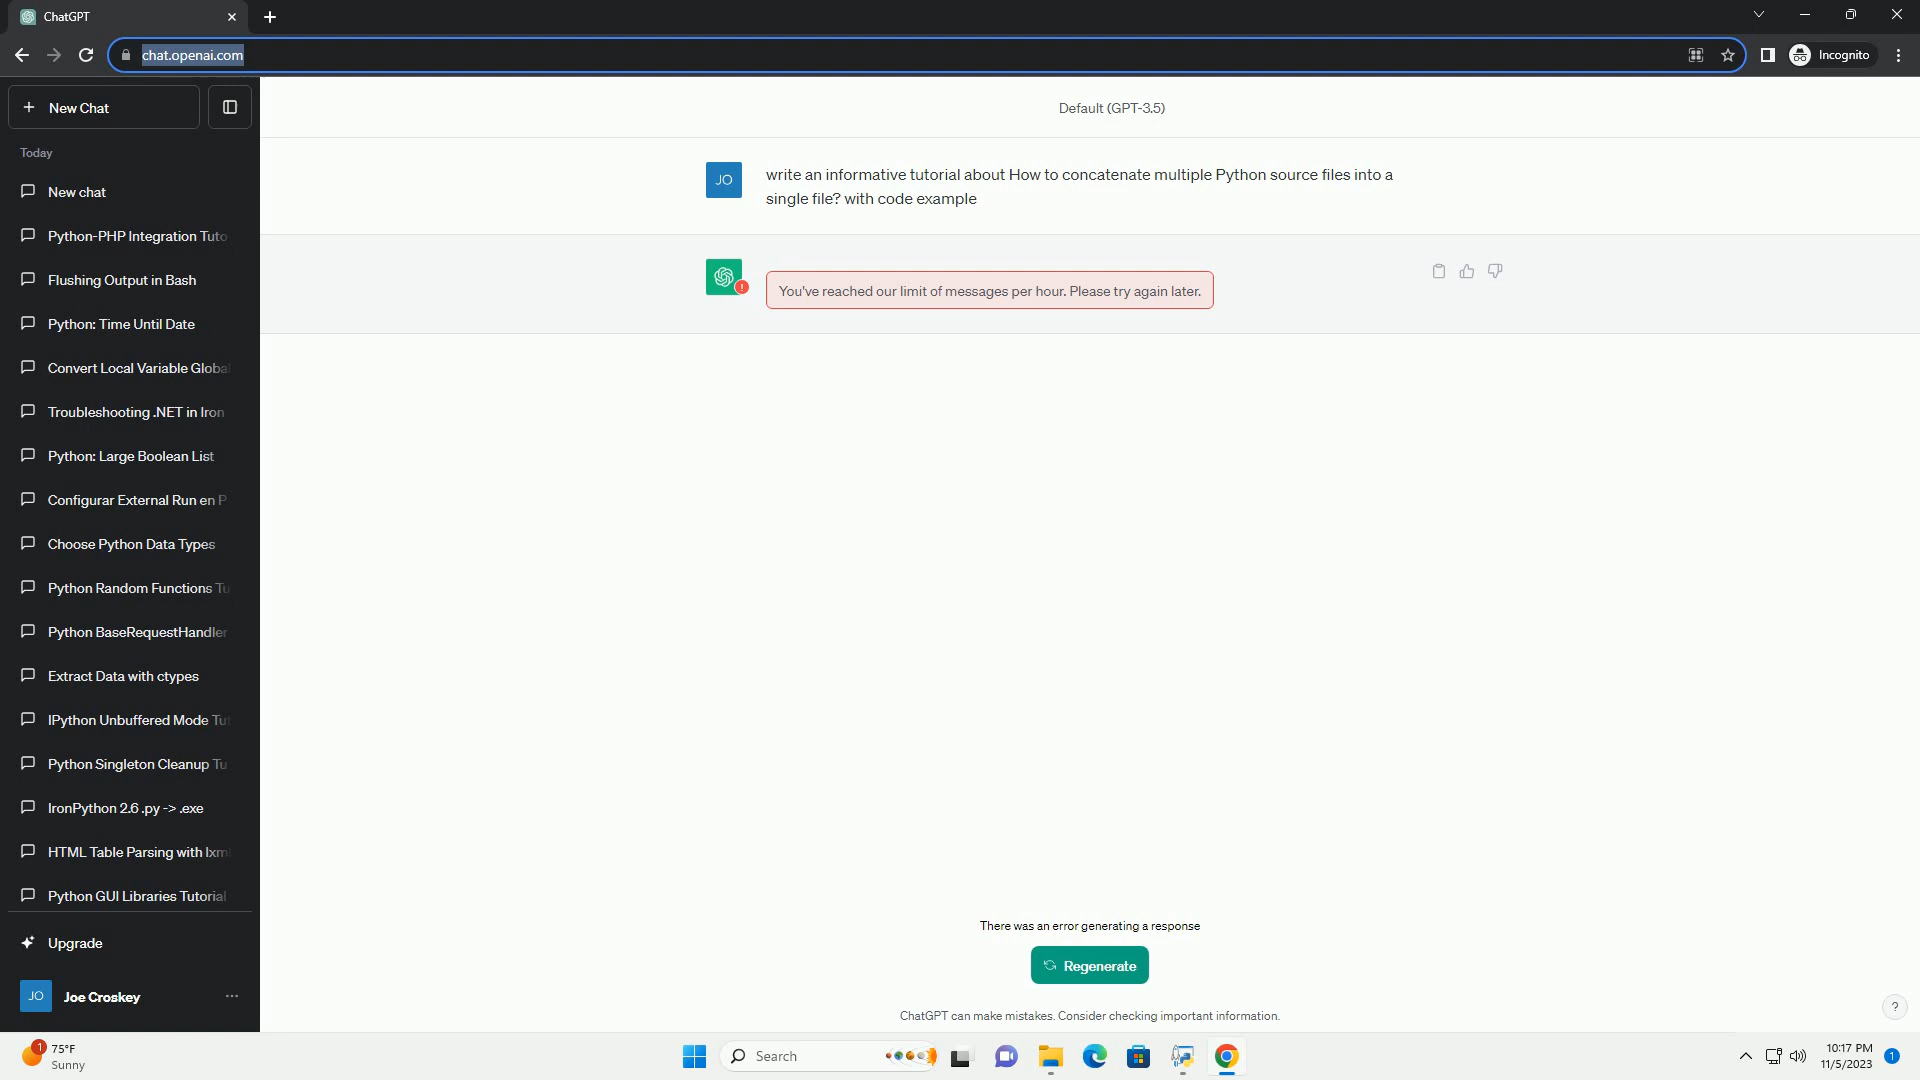 ChatGPT
chat.openai.com
Incognito
New Chat
Today
New chat
Python-PHP Integration Tuto
Flushing Output in Bash
Python: Time Until Date
Convert Local Variable Globa
Troubleshooting .NET in Iron
Python: Large Boolean List
Configurar External Run en P
Choose Python Data Types
Python Random Functions Tu
Python BaseRequestHandler
Extract Data with ctypes
IPython Unbuffered Mode Tut
Python Singleton Cleanup Tu
IronPython 2.6 .py -> .exe
HTML Table Parsing with lxml
Python GUI Libraries Tutorial
Upgrade
JO
Joe Croskey
Default (GPT-3.5)
JO
write an informative tutorial about How to concatenate multiple Python source files into a
single file? with code example
You've reached our limit of messages per hour. Please try again later.
There was an error generating a response
Regenerate
ChatGPT can make mistakes. Consider checking important information.
?
1
75°F
Sunny
Search
10:17 PM
11/5/2023
1